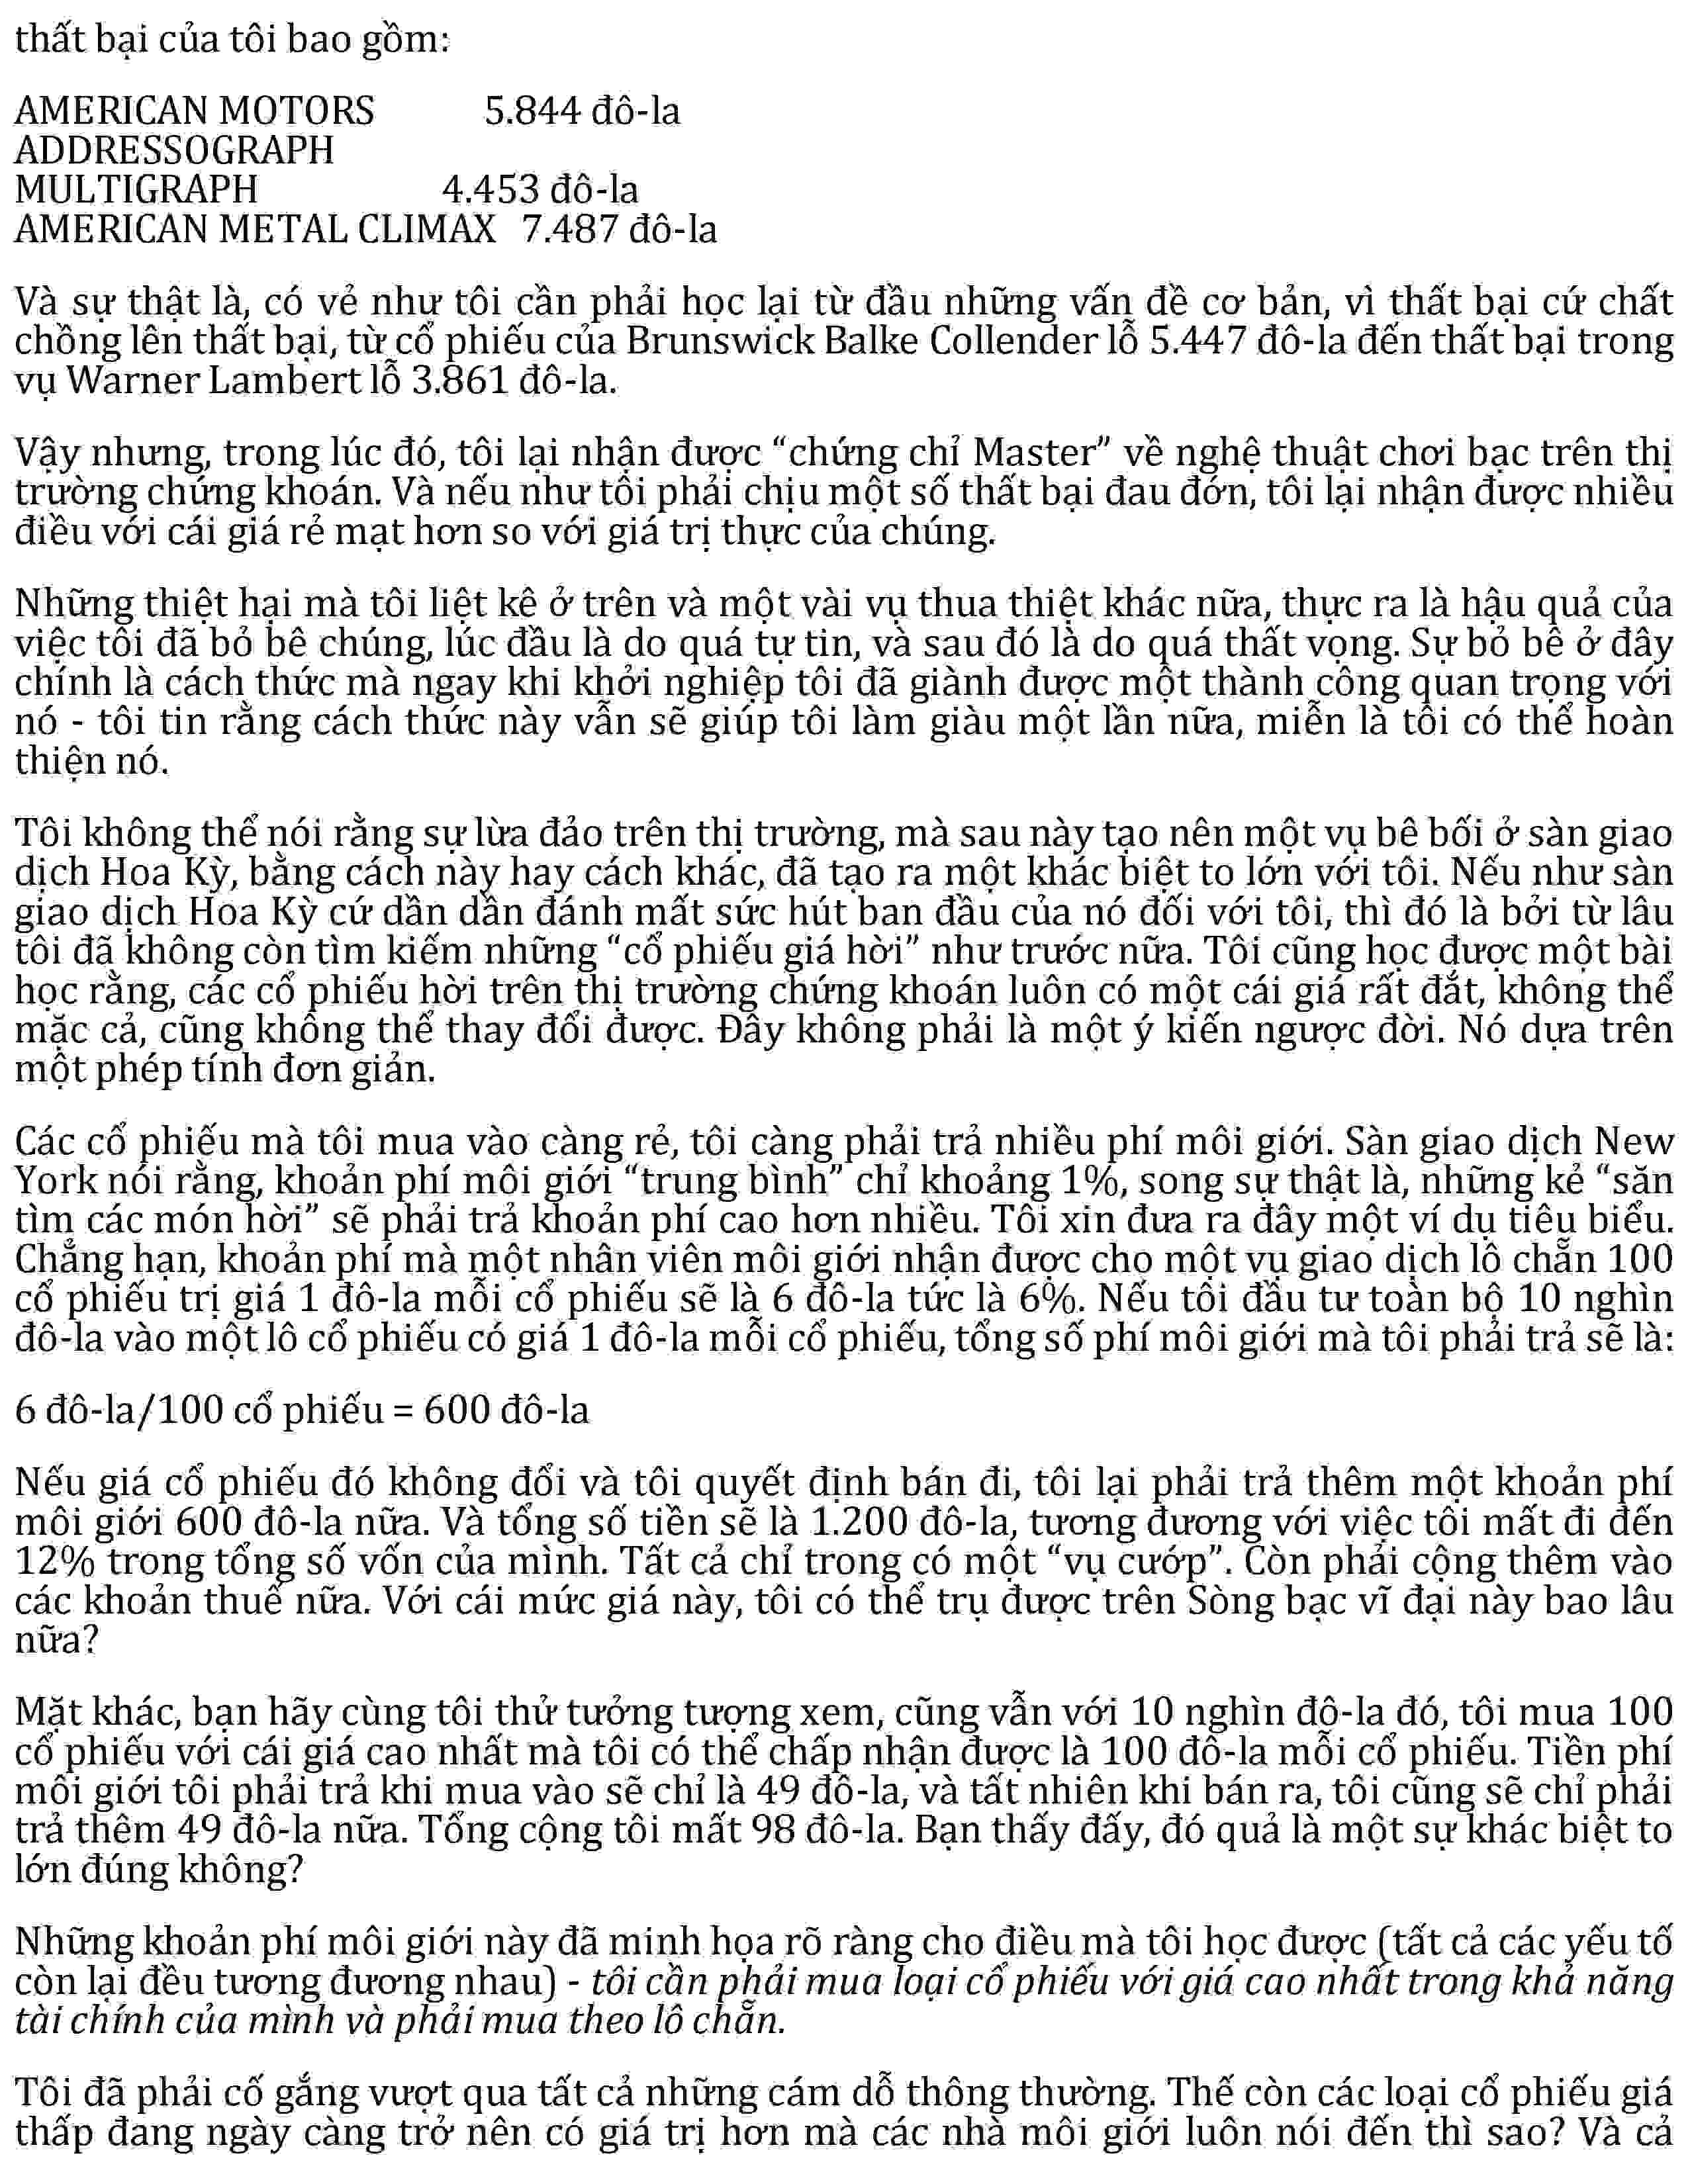 thất bại của tôi bao gồm:
AMERICAN MOTORS 5.844 đô-la
ADDRESSOGRAPH
MULTIGRAPH 4.453 đô-la
AMERICAN METAL CLIMAX 7.487 đô-la
Và sự thật là, có vẻ như tôi cần phải học lại từ đầu những vấn đề cơ bản, vì thất bại cứ chất
chồng lên thất bại, từ cổ phiếu của Brunswick Balke Collender lỗ 5.447 đô-la đến thất bại trong
vụ Warner Lambert lỗ 3.861 đô-la.
Vậy nhưng, trong lúc đó, tôi lại nhận được “chứng chỉ Master” về nghệ thuật chơi bạc trên thị
trường chứng khoán. Và nếu như tôi phải chịu một số thất bại đau đớn, tôi lại nhận được nhiều
điều với cái giá rẻ mạt hơn so với giá trị thực của chúng.
Những thiệt hại mà tôi liệt kê ở trên và một vài vụ thua thiệt khác nữa, thực ra là hậu quả của
việc tôi đã bỏ bê chúng, lúc đầu là do quá tự tin, và sau đó là do quá thất vọng. Sự bỏ bê ở đây
chính là cách thức mà ngay khi khởi nghiệp tôi đã giành được một thành công quan trọng với
nó - tôi tin rằng cách thức này vẫn sẽ giúp tôi làm giàu một lần nữa, miễn là tôi có thể hoàn
thiện nó.
Tôi không thể nói rằng sự lừa đảo trên thị trường, mà sau này tạo nên một vụ bê bối ở sàn giao
dịch Hoa Kỳ, bằng cách này hay cách khác, đã tạo ra một khác biệt to lớn với tôi. Nếu như sàn
giao dịch Hoa Kỳ cứ dần dần đánh mất sức hút ban đầu của nó đối với tôi, thì đó là bởi từ lâu
tôi đã không còn tìm kiếm những “cổ phiếu giá hời” như trước nữa. Tôi cũng học được một bài
học rằng, các cổ phiếu hời trên thị trường chứng khoán luôn có một cái giá rất đắt, không thể
mặc cả, cũng không thể thay đổi được. Đây không phải là một ý kiến ngược đời. Nó dựa trên
một phép tính đơn giản.
Các cổ phiếu mà tôi mua vào càng rẻ, tôi càng phải trả nhiều phí môi giới. Sàn giao dịch New
York nói rằng, khoản phí môi giới “trung bình” chỉ khoảng 1%, song sự thật là, những kẻ “săn
tìm các món hời” sẽ phải trả khoản phí cao hơn nhiều. Tôi xin đưa ra đây một ví dụ tiêu biểu.
Chẳng hạn, khoản phí mà một nhân viên môi giới nhận được cho một vụ giao dịch lô chẵn 100
cổ phiếu trị giá 1 đô-la mỗi cổ phiếu sẽ là 6 đô-la tức là 6%. Nếu tôi đầu tư toàn bộ 10 nghìn
đô-la vào một lô cổ phiếu có giá 1 đô-la mỗi cổ phiếu, tổng số phí môi giới mà tôi phải trả sẽ là:
6 đô-la/100 cổ phiếu = 600 đô-la
Nếu giá cổ phiếu đó không đổi và tôi quyết định bán đi, tôi lại phải trả thêm một khoản phí
môi giới 600 đô-la nữa. Và tổng số tiền sẽ là 1.200 đô-la, tương đương với việc tôi mất đi đến
12% trong tổng số vốn của mình. Tất cả chỉ trong có một “vụ cướp”. Còn phải cộng thêm vào
các khoản thuế nữa. Với cái mức giá này, tôi có thể trụ được trên Sòng bạc vĩ đại này bao lâu
nữa?
Mặt khác, bạn hãy cùng tôi thử tưởng tượng xem, cũng vẫn với 10 nghìn đô-la đó, tôi mua 100
cổ phiếu với cái giá cao nhất mà tôi có thể chấp nhận được là 100 đô-la mỗi cổ phiếu. Tiền phí
môi giới tôi phải trả khi mua vào sẽ chỉ là 49 đô-la, và tất nhiên khi bán ra, tôi cũng sẽ chỉ phải
trả thêm 49 đô-la nữa. Tổng cộng tôi mất 98 đô-la. Bạn thấy đấy, đó quả là một sự khác biệt to
lớn đúng không?
Những khoản phí môi giới này đã minh họa rõ ràng cho điều mà tôi học được (tất cả các yếu tố
còn lại đều tương đương nhau) - tôi cần phải mua loại cổ phiếu với giá cao nhất trong khả năng
tài chính của mình và phải mua theo lô chẵn.
Tôi đã phải cố gắng vượt qua tất cả những cám dỗ thông thường. Thế còn các loại cổ phiếu giá
thấp đang ngày càng trở nên có giá trị hơn mà các nhà môi giới luôn nói đến thì sao? Và cả